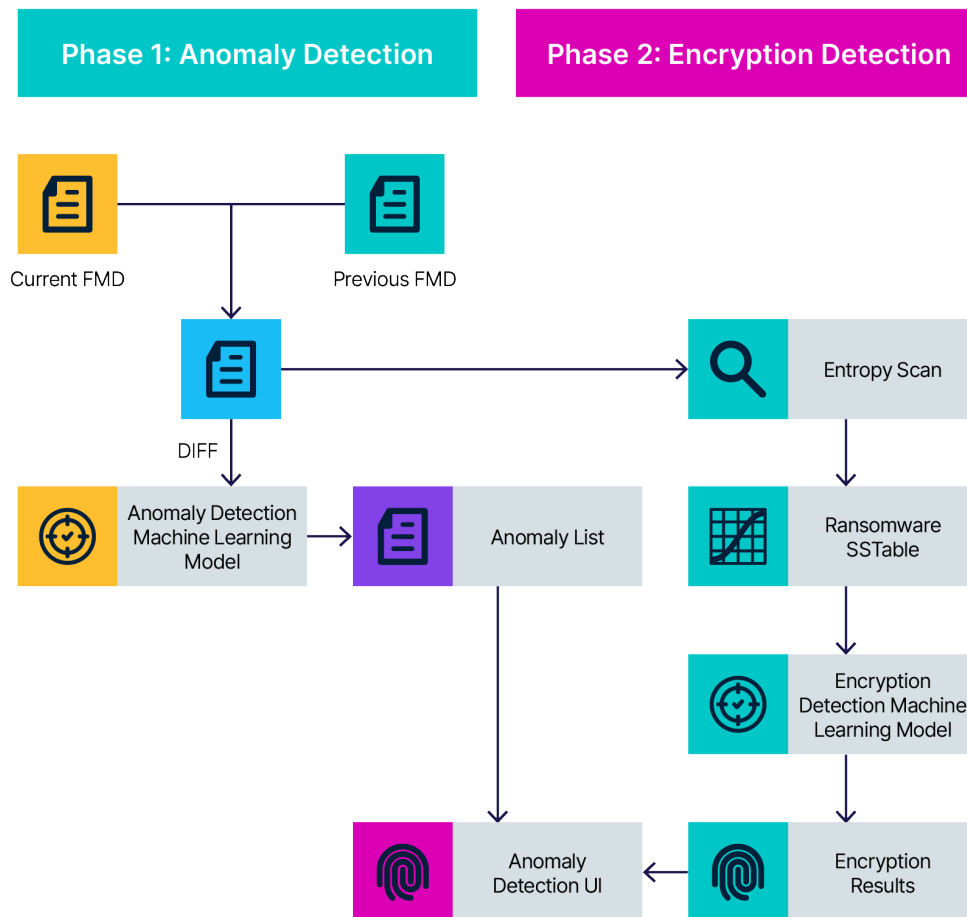 Phase 1: Anomaly Detection
Phase 2: Encryption Detection
Current FMD
Previous FMD
Entropy Scan
DIFF
Anomaly Detection
Machine Learning
Model
Anomaly List
Ransomware
SSTable
Encryption
Detection Machine
Learning Model
Anomaly
Detection UI
Encryption
Results